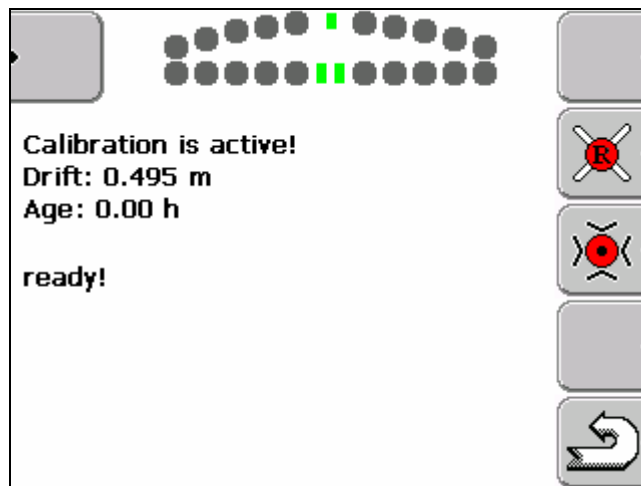 Calibration is active!
Drift: 0.495 m
Age: 0.00 h
ready!
R